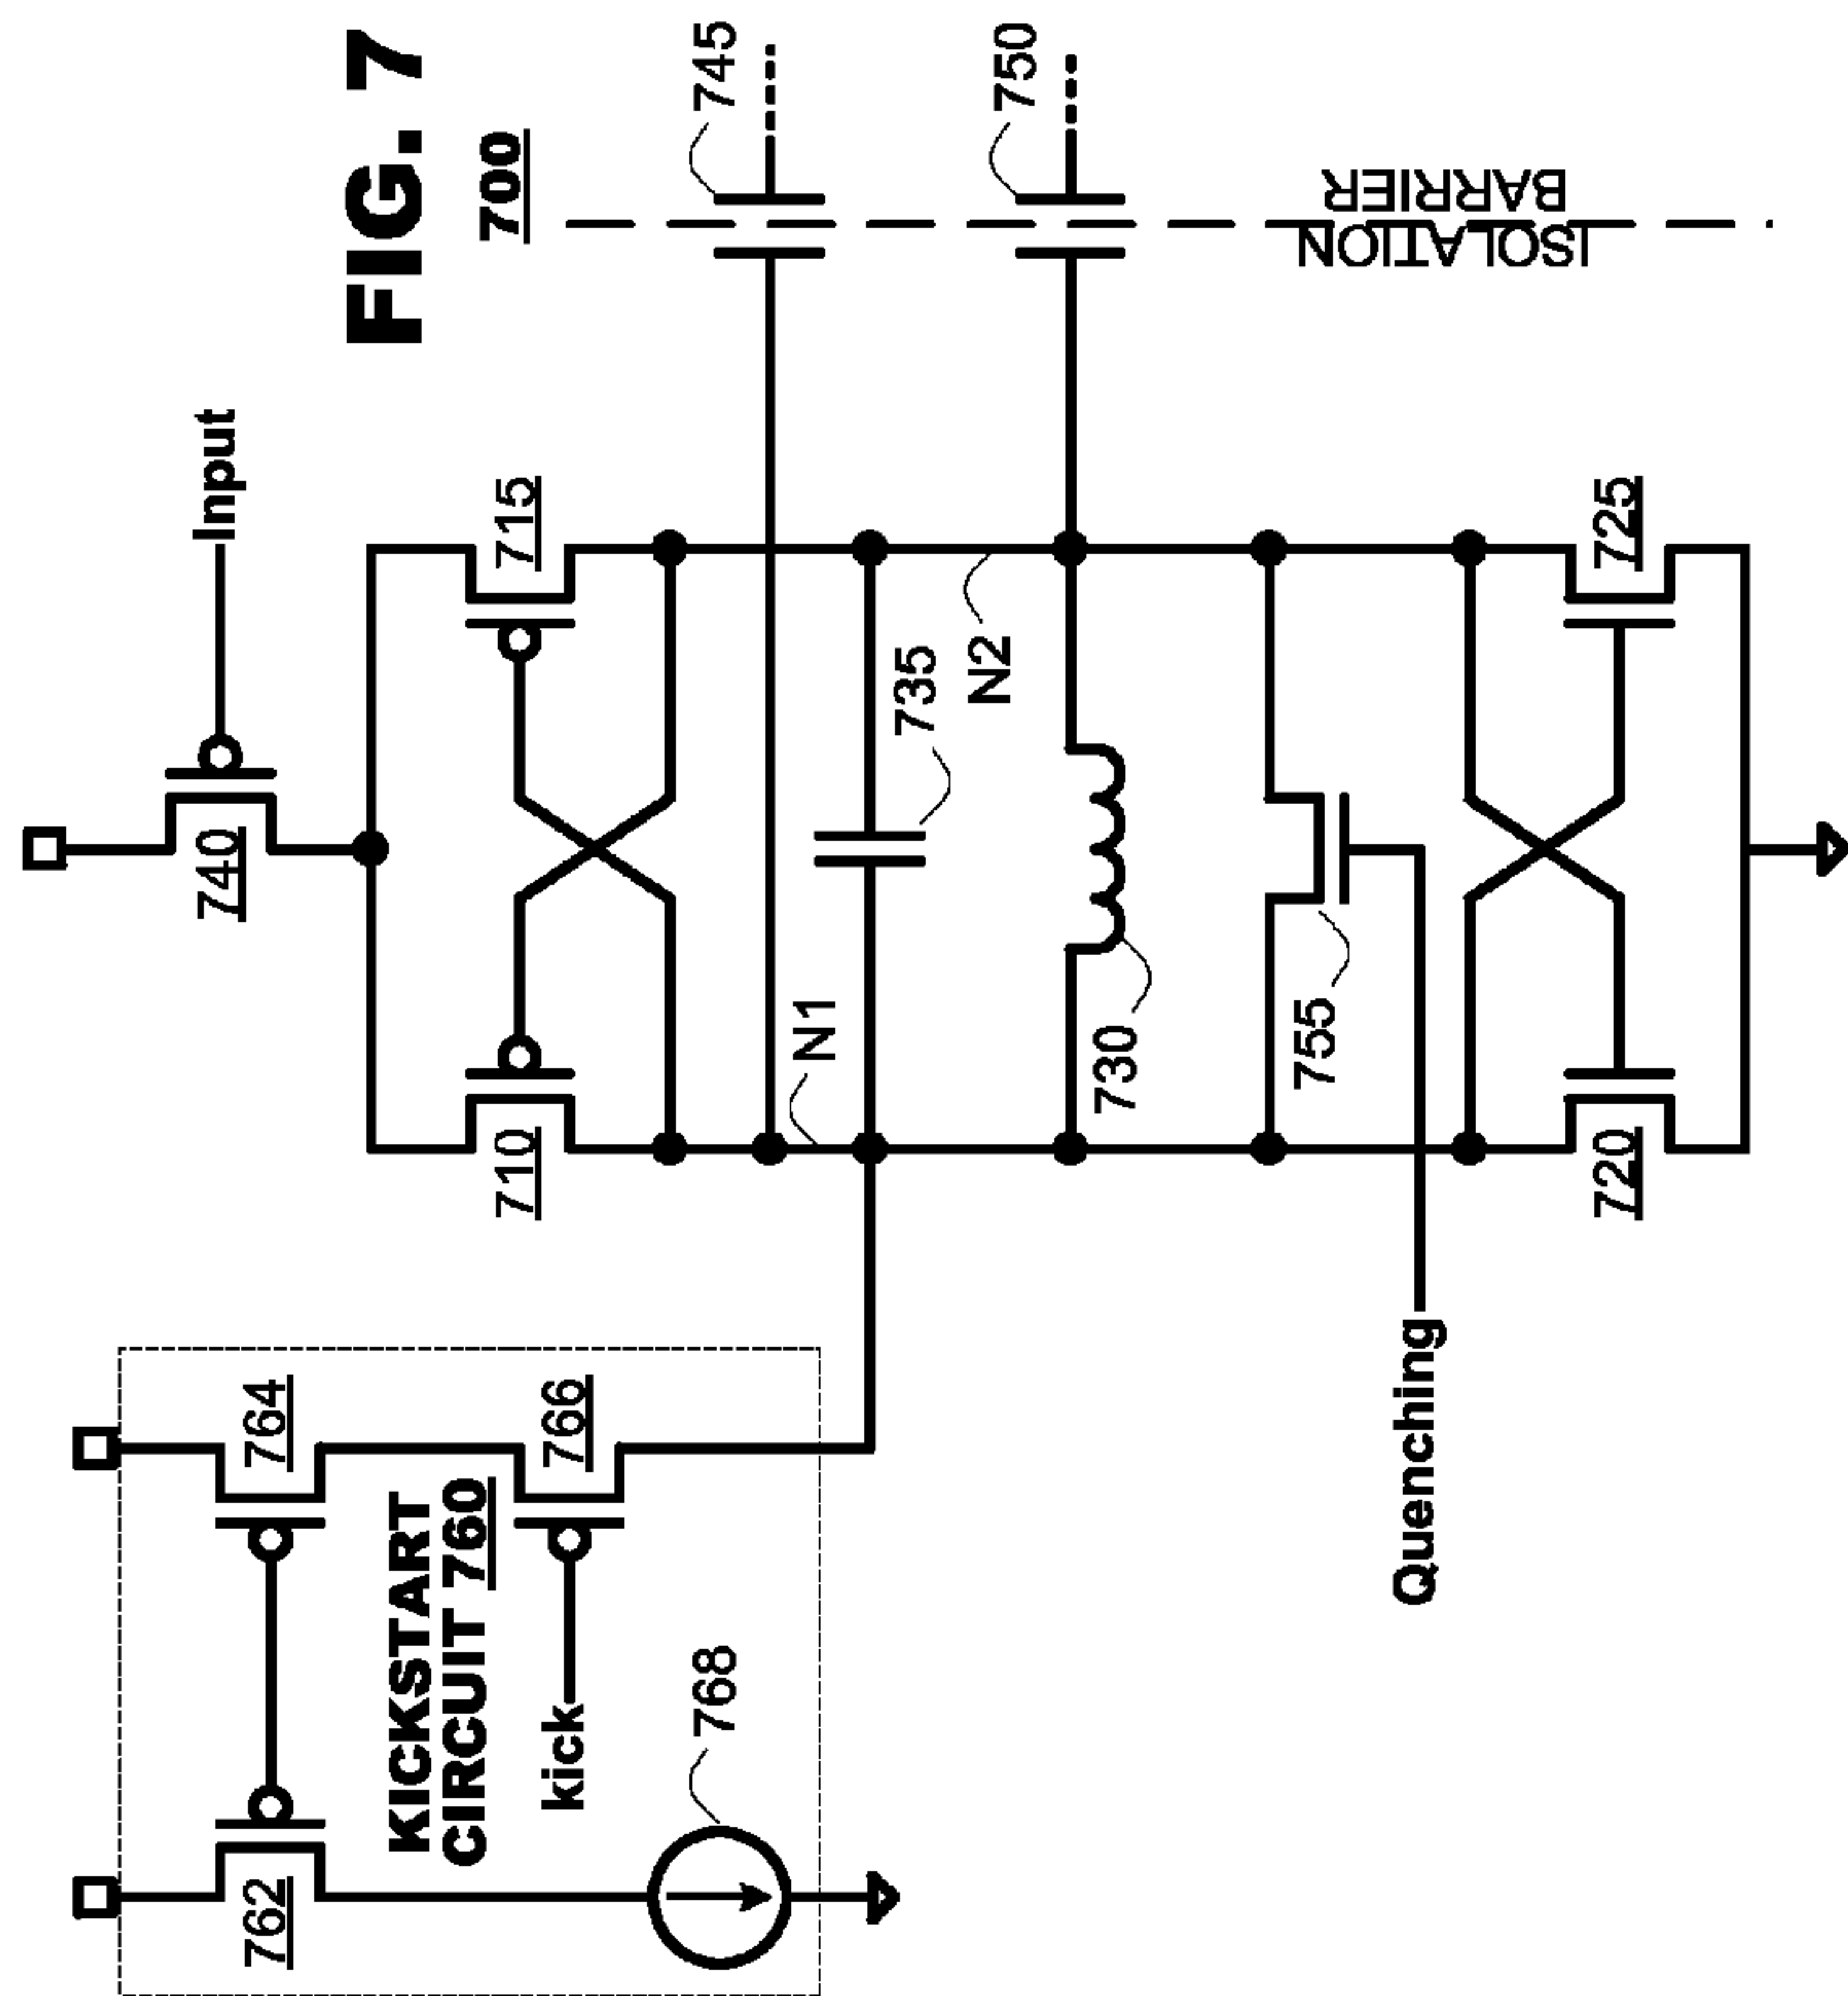 FIG. 7
700
Input
740
745
750
715
710
N1
735
N2
730
755
725
720
ISOLATION
BARRIER
764
766
KICKSTART
CIRCUIT 760
762
Kick
768
Quenching